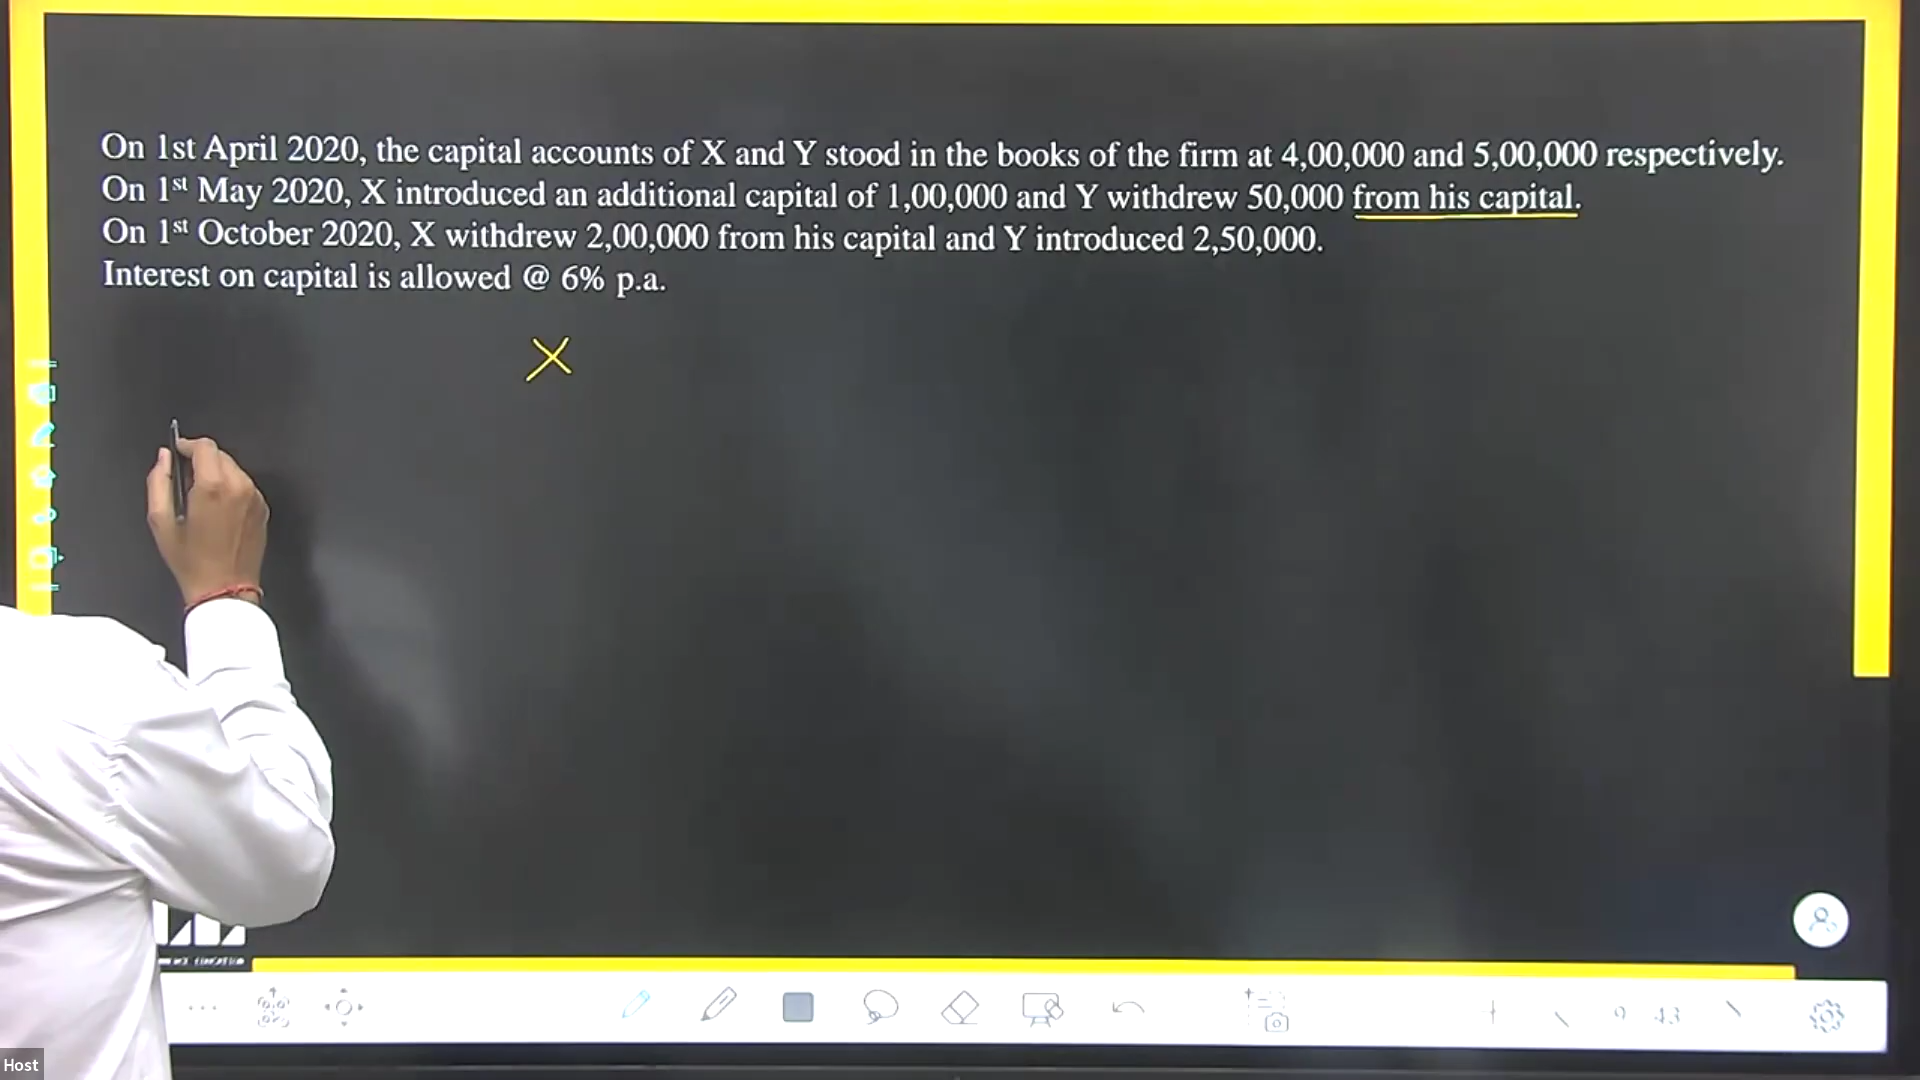 On 1st April 2020, the capital accounts of X and Y stood in the books of the firm at 4,00,000 and 5,00,000 respectively.
On 1st May 2020, X introduced an additional capital of 1,00,000 and Y withdrew 50,000 from his capital.
On 1st October 2020, X withdrew 2,00,000 from his capital and Y introduced 2,50,000.
Interest on capital is allowed @ 6% p.a.
X
Host